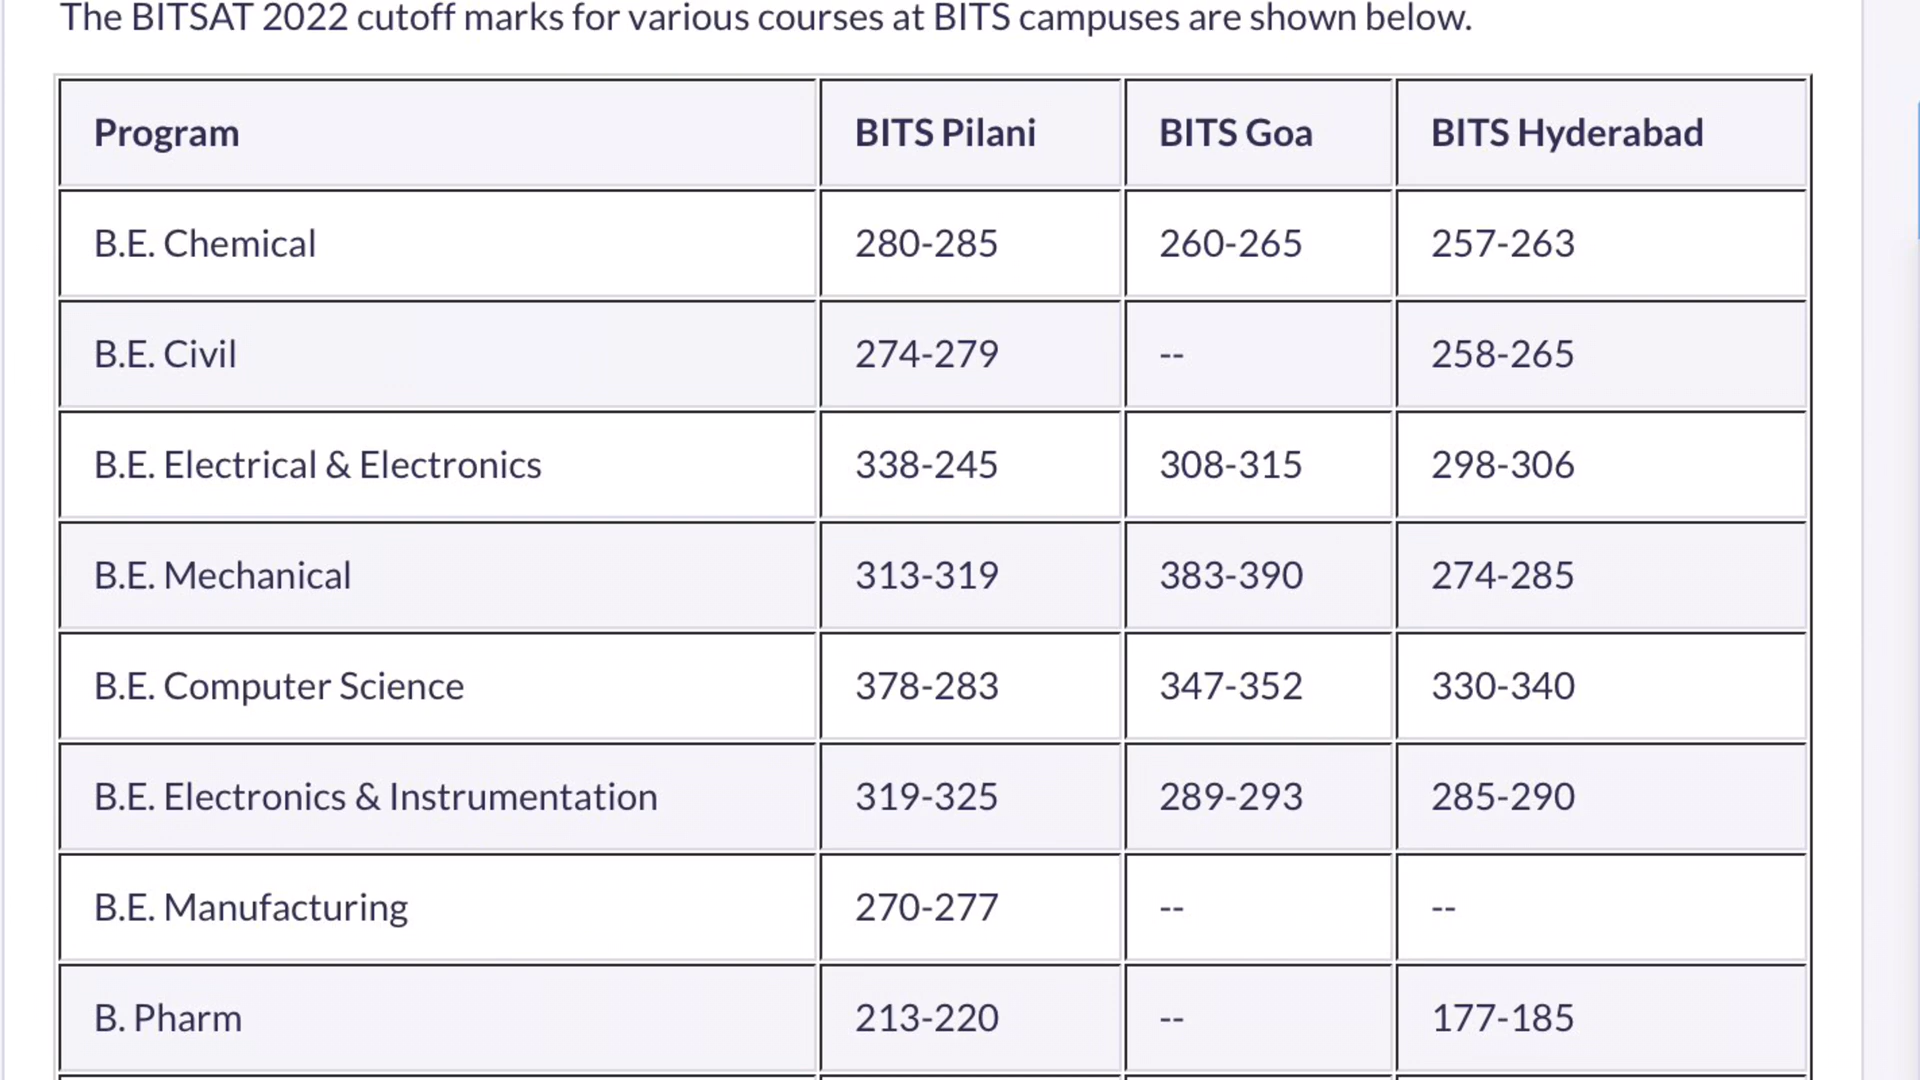 The BITSAT 2022 cutoff marks for various courses at BITS campuses are shown below.
Program BITS Pilani BITS Goa BITS Hyderabad
B.E. Chemical 280-285 260-265 257-263
B.E. Civil 274-279 -- 258-265
B.E. Electrical & Electronics 338-245 308-315 298-306
B.E. Mechanical 313-319 383-390 274-285
B.E. Computer Science 378-283 347-352 330-340
B.E. Electronics & Instrumentation 319-325 289-293 285-290
B.E. Manufacturing 270-277 -- --
B. Pharm 213-220 -- 177-185